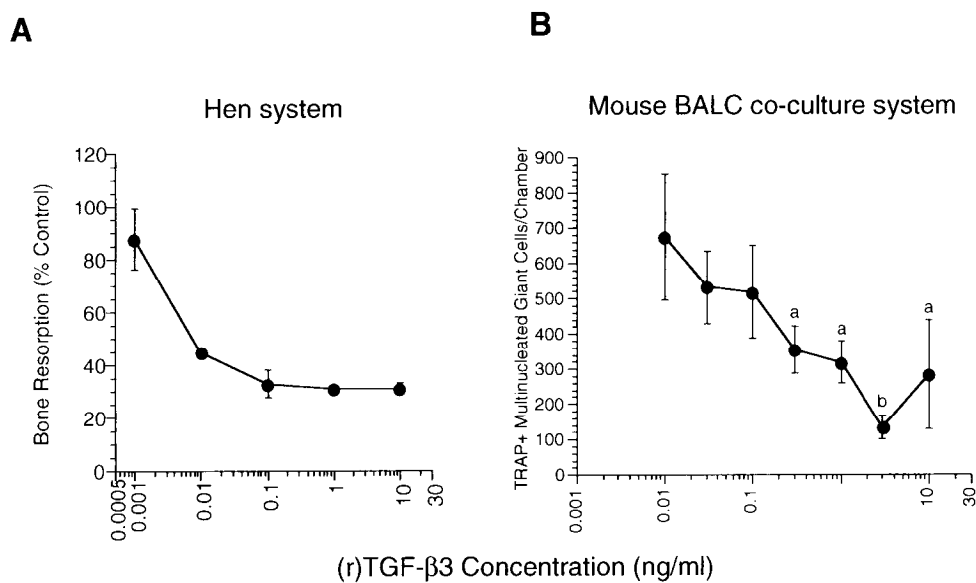 A
Hen system
Bone Resorption (% Control)
120
100
80
60
40
20
0
0.0005
0.001
0.01
0.1
1
10
30
B
Mouse BALC co-culture system
TRAP+ Multinucleated Giant Cells/Chamber
900
800
700
600
500
400
300
200
100
0
a
a
b
a
0.001
0.01
0.1
1
10
30
(r)TGF-β3 Concentration (ng/ml)